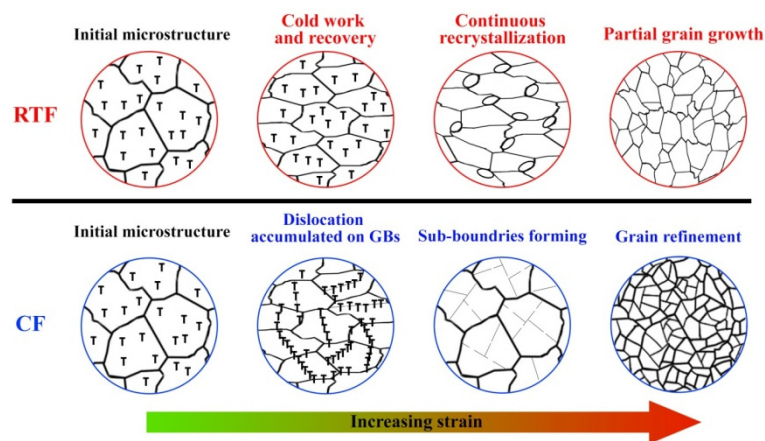 Initial microstructure
Cold work
and recovery
Continuous
recrystallization
Partial grain growth
RTF
Initial microstructure
Dislocation
accumulated on GBs
Sub-boundries forming
Grain refinement
CF
Increasing strain